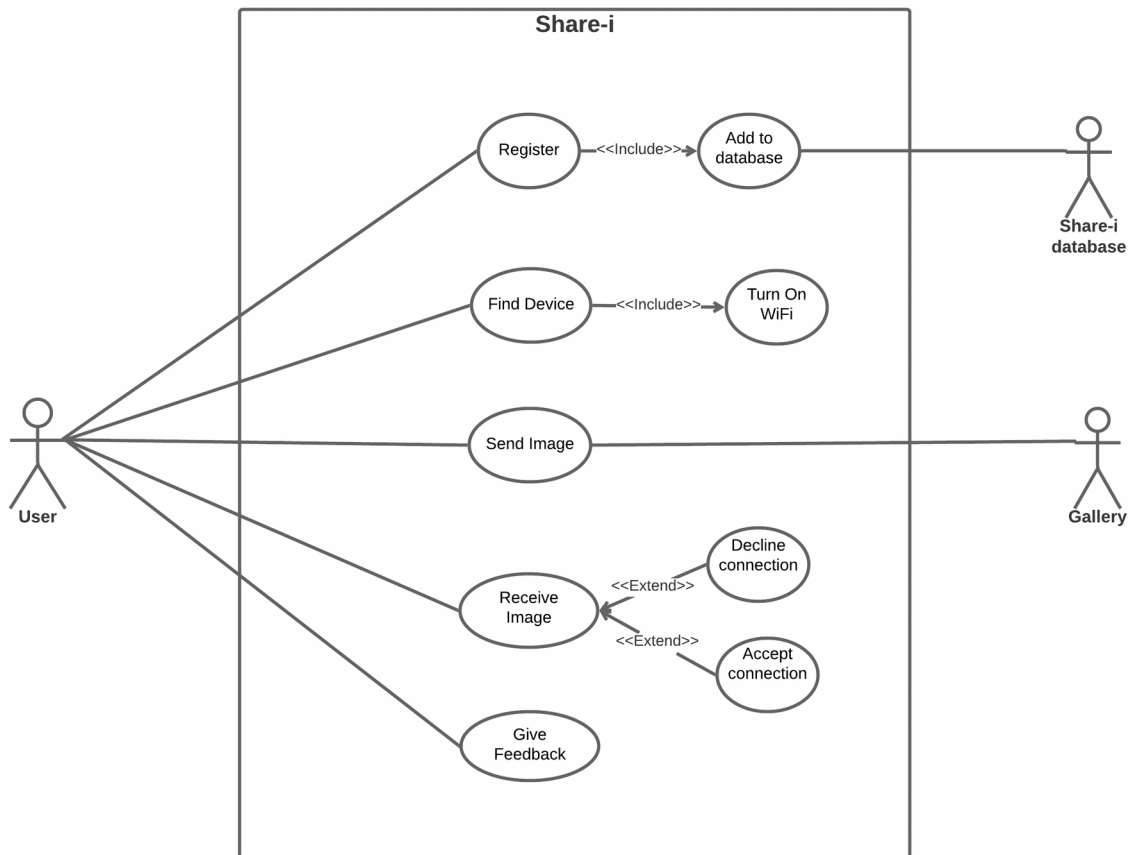 Share-i
Register
<<Include>>
Add to
database
Share-i
database
Find Device
<<Include>>
Turn On
WiFi
User
Send Image
Gallery
Receive
Image
<<Extend>>
Decline
connection
<<Extend>>
Accept
connection
Give
Feedback